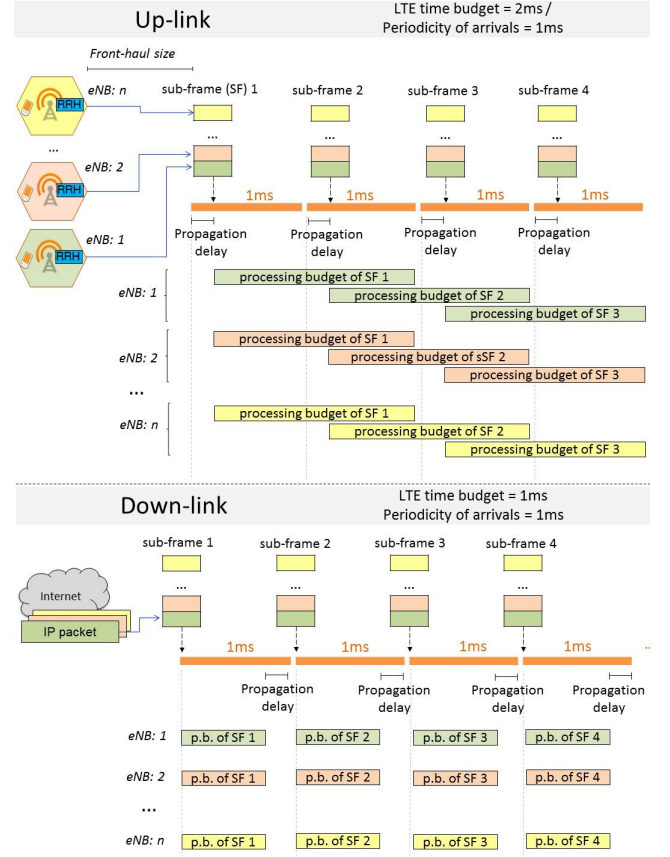 Up-link
LTE time budget = 2ms /
Periodicity of arrivals = 1ms
Front-haul size
eNB: n
sub-frame (SF) 1
sub-frame 2
sub-frame 3
sub-frame 4
RRH
...
... ... ... ...
eNB: 2
RRH
1ms 1ms 1ms 1ms
eNB: 1
RRH
Propagation delay
Propagation delay
Propagation delay
Propagation delay
eNB: 1
processing budget of SF 1
processing budget of SF 2
processing budget of SF 3
eNB: 2
processing budget of SF 1
processing budget of sSF 2
processing budget of SF 3
...
eNB: n
processing budget of SF 1
processing budget of SF 2
processing budget of SF 3
Down-link
LTE time budget = 1ms
Periodicity of arrivals = 1ms
sub-frame 1
sub-frame 2
sub-frame 3
sub-frame 4
... ... ... ...
Internet
IP packet
1ms 1ms 1ms 1ms ..
Propagation delay
Propagation delay
Propagation delay
Propagation delay
eNB: 1 p.b. of SF 1 p.b. of SF 2 p.b. of SF 3 p.b. of SF 4
eNB: 2 p.b. of SF 1 p.b. of SF 2 p.b. of SF 3 p.b. of SF 4
...
eNB: n p.b. of SF 1 p.b. of SF 2 p.b. of SF 3 p.b. of SF 4